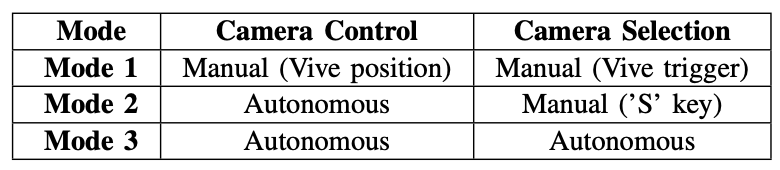 Mode Camera Control Camera Selection
Mode 1 Manual (Vive position) Manual (Vive trigger)
Mode 2 Autonomous Manual ('S' key)
Mode 3 Autonomous Autonomous